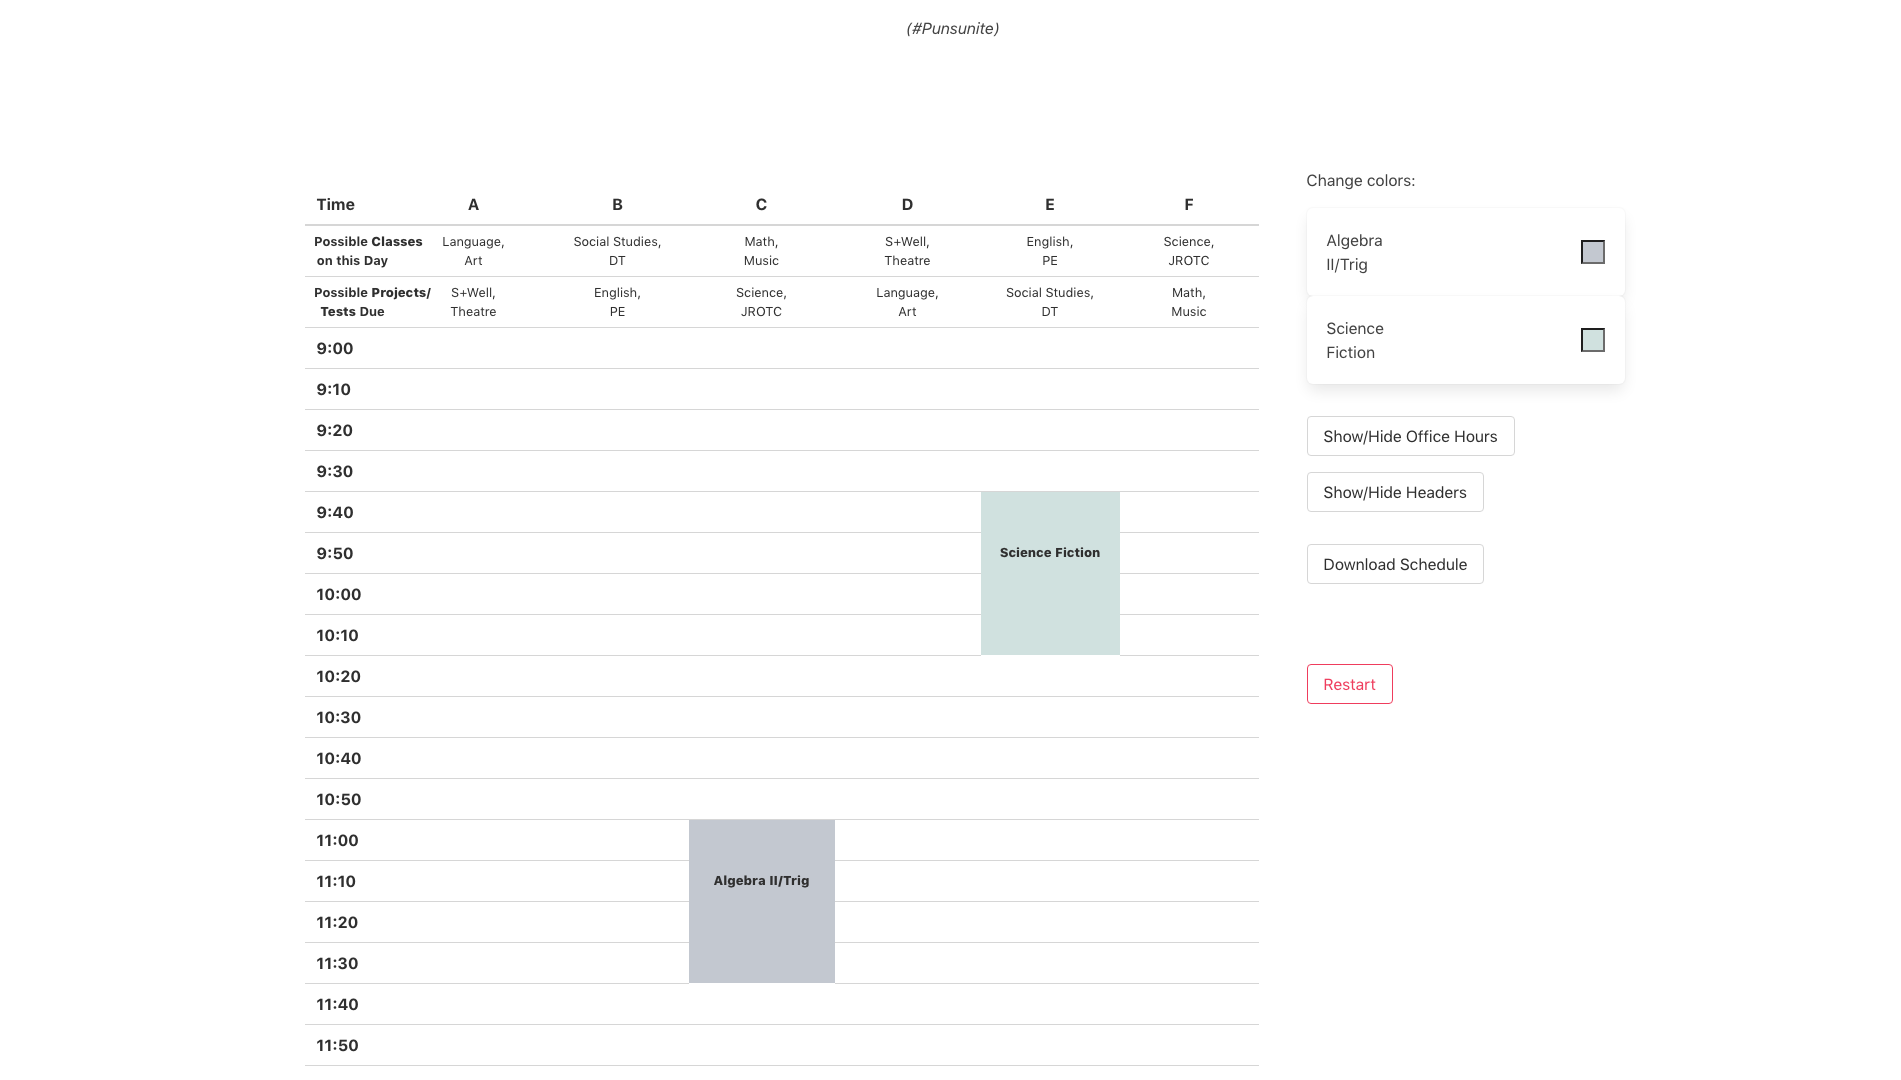 (#Punsunite)
Time A B C D E F
Possible Classes Language, Social Studies, Math, S+Well, English, Science,
on this Day Art DT Music Theatre PE JROTC
Possible Projects/ S+Well, English, Science, Language, Social Studies, Math,
Tests Due Theatre PE JROTC Art DT Music
9:00
9:10
9:20
9:30
9:40
9:50 Science Fiction
10:00
10:10
10:20
10:30
10:40
10:50
11:00
11:10 Algebra II/Trig
11:20
11:30
11:40
11:50
Change colors:
Algebra
II/Trig
Science
Fiction
Show/Hide Office Hours
Show/Hide Headers
Download Schedule
Restart